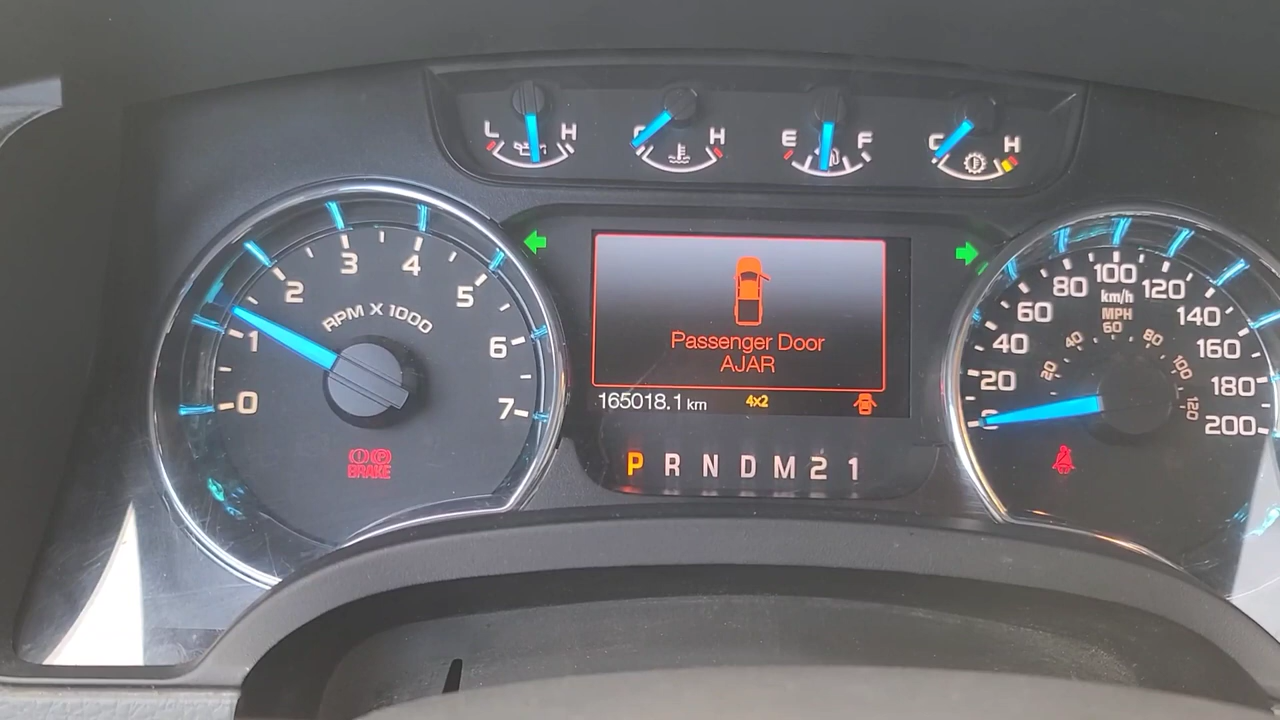 L H
C H
E F
C H
0 1 2 3 4 5 6 7
RPM X 1000
BRAKE
Passenger Door
AJAR
165018.1 km 4x2
P R N D M 2 1
0 20 40 60 80 100 120 140 160 180 200
km/h
MPH
20 40 60 80 100 120